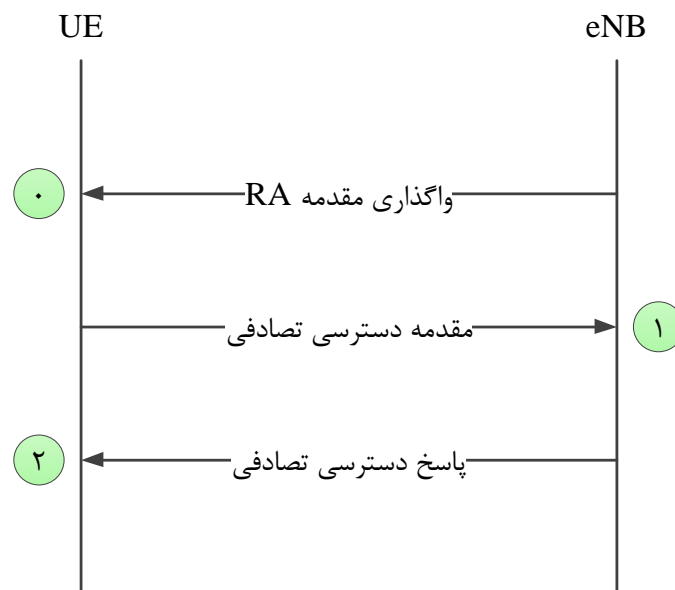 UE
eNB
۰
واگذاری مقدمه RA
مقدمه دسترسی تصادفی
۱
۲
پاسخ دسترسی تصادفی